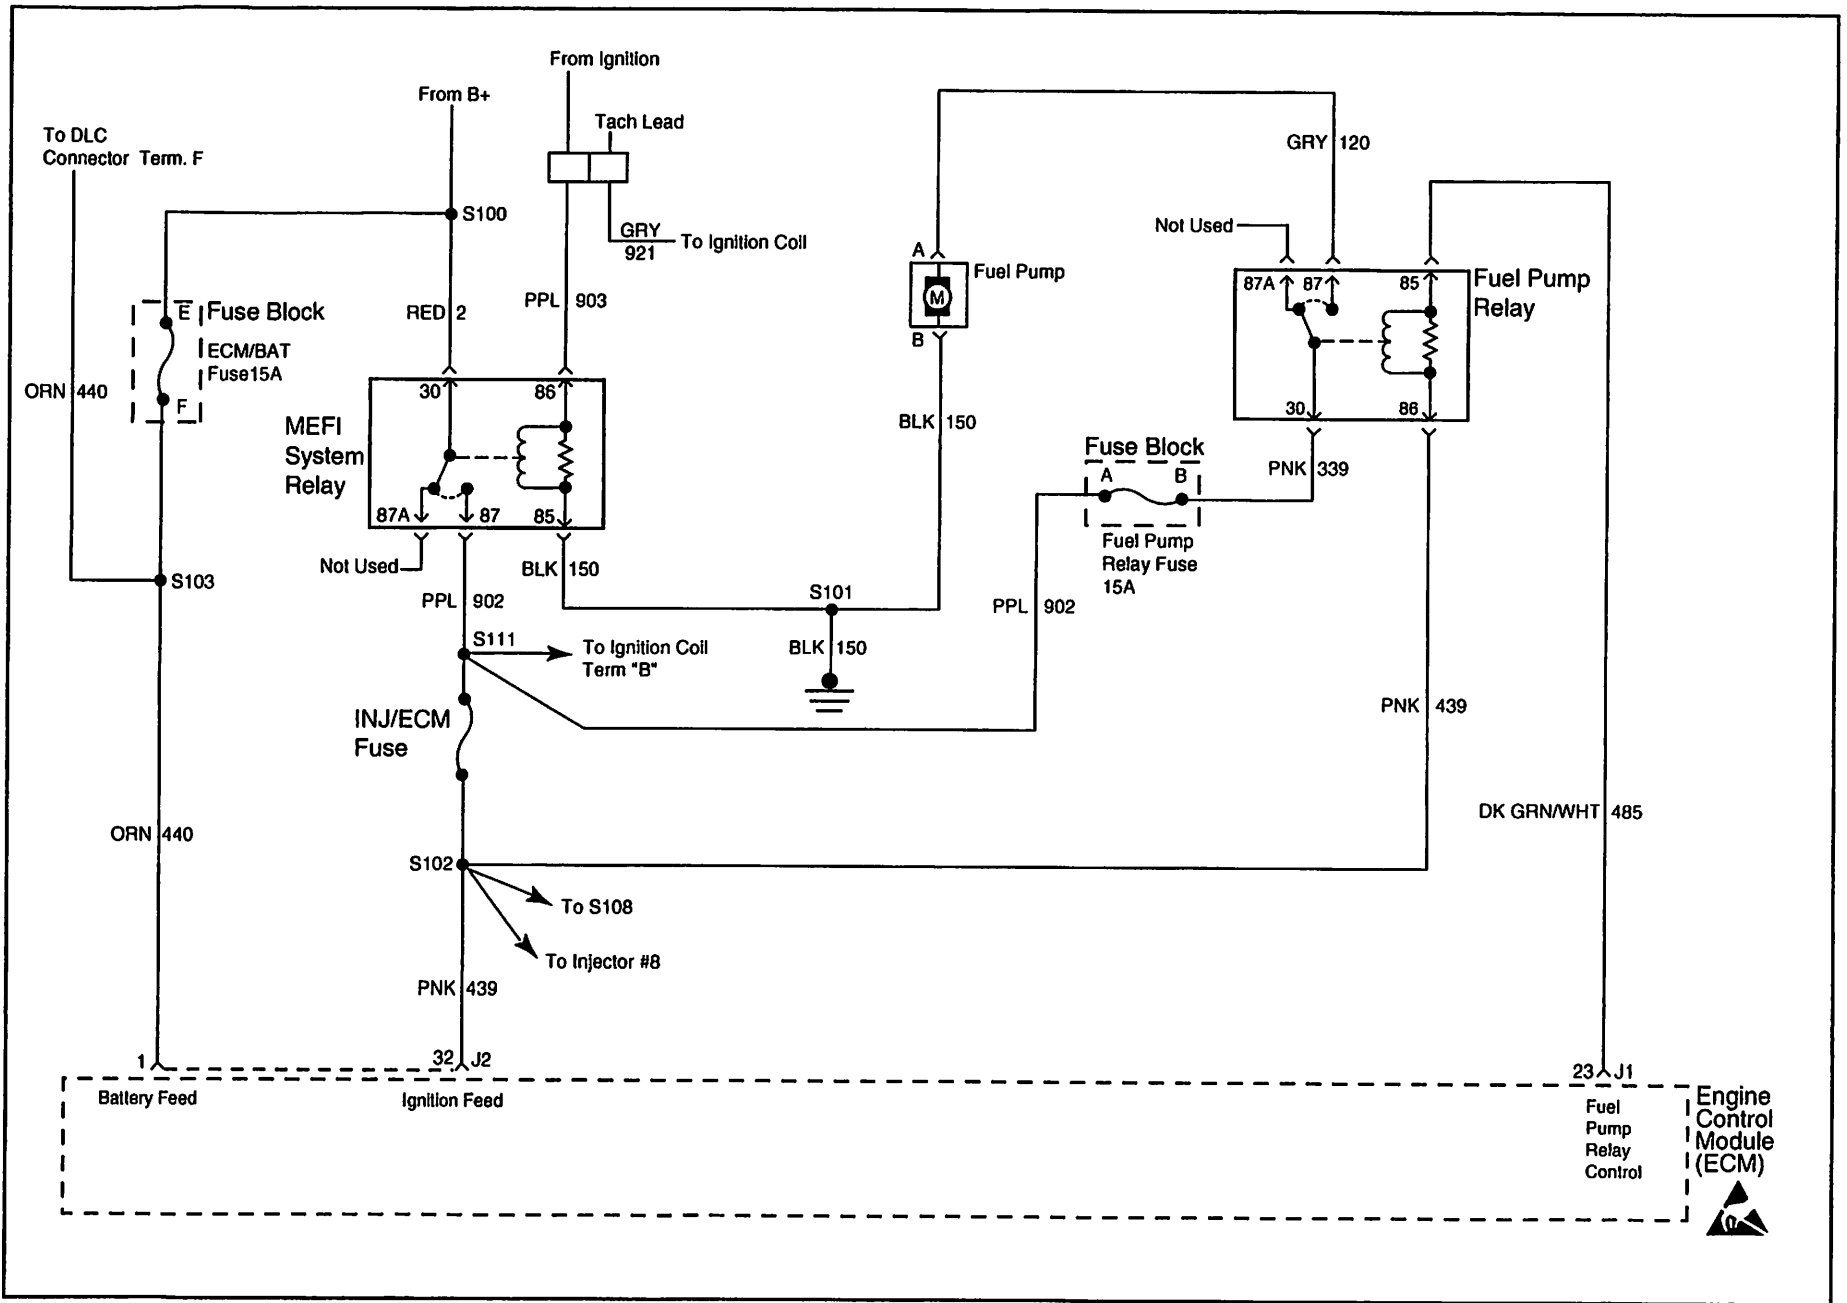 From Ignition
From B+
Tach Lead
To DLC
Connector Term. F
GRY 120
S100
GRY
921
To Ignition Coil
Not Used
A
Fuel Pump
M
B
87A 87 85
Fuel Pump
Relay
30 86
E
Fuse Block
ECM/BAT
Fuse15A
F
RED 2
PPL 903
ORN 440
30 86
MEFI
System
Relay
87A 87 85
BLK 150
Fuse Block
A B
PNK 339
Fuel Pump
Relay Fuse
15A
Not Used
BLK 150
S103
PPL 902
S101
PPL 902
S111
To Ignition Coil
Term "B"
BLK 150
INJ/ECM
Fuse
PNK 439
DK GRN/WHT 485
ORN 440
S102
To S108
To Injector #8
PNK 439
1
32 J2
23 J1
Battery Feed
Ignition Feed
Fuel
Pump
Relay
Control
Engine
Control
Module
(ECM)